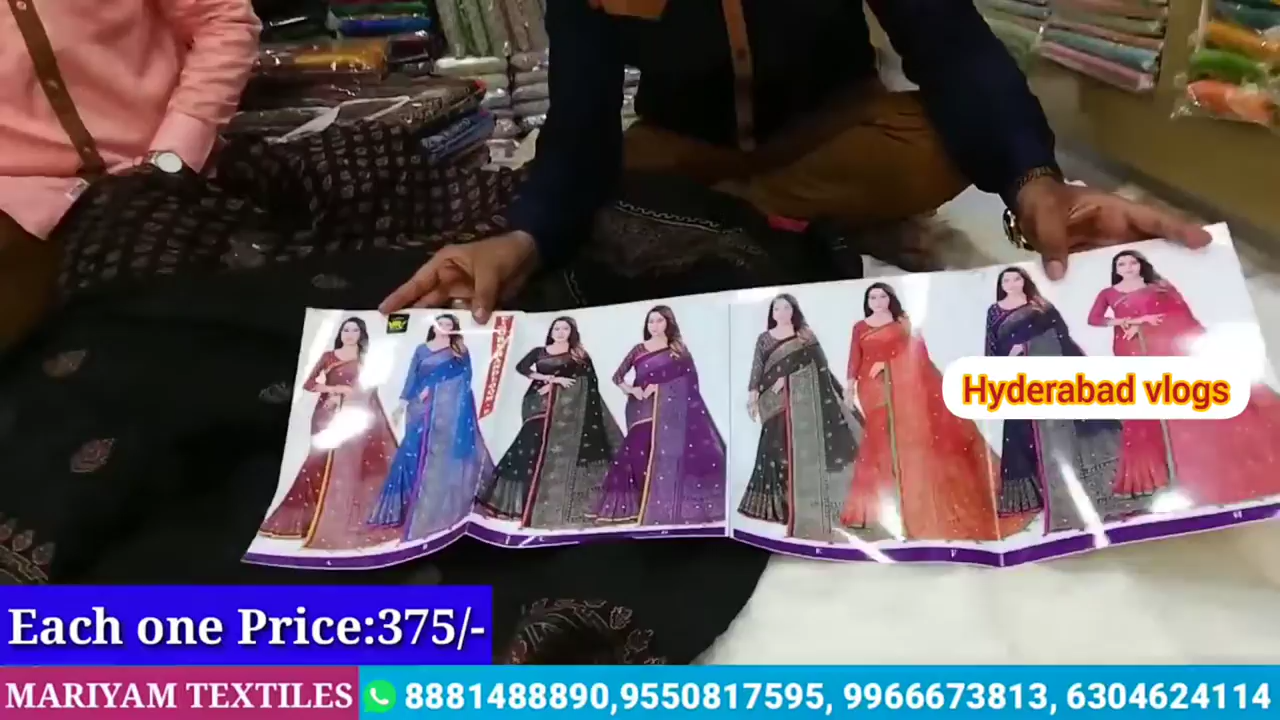 Hyderabad vlogs
Each one Price:375/-
MARIYAM TEXTILES 8881488890,9550817595, 9966673813, 6304624114